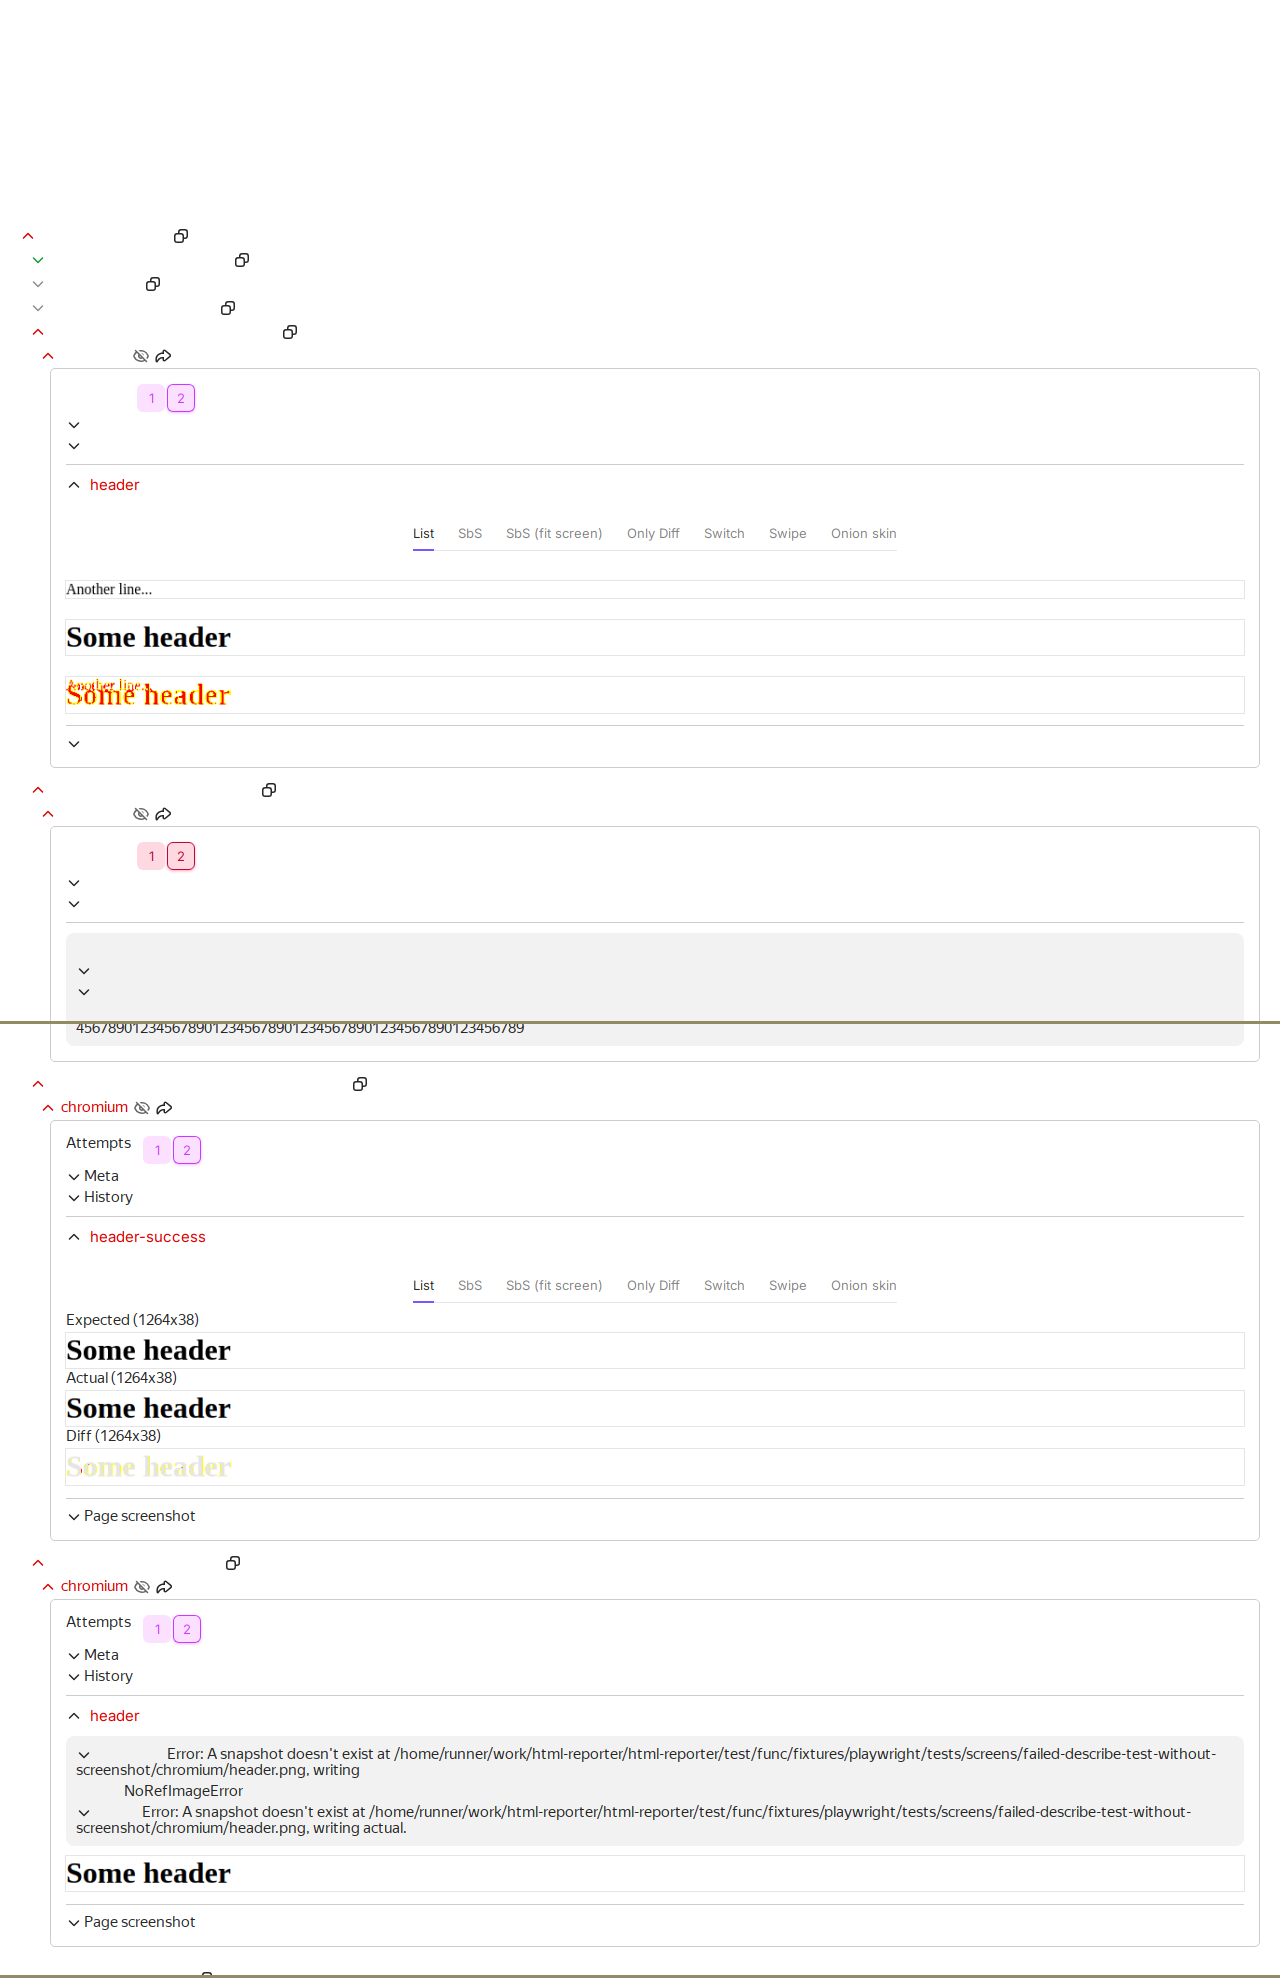 1 2
header
List SbS SbS (fit screen) Only Diff Switch Swipe Onion skin
Another line...
Some header
Another line...
Some header
1 2
4567890123456789012345678901234567890123456789
chromium
Attempts 1 2
Meta
History
header-success
List SbS SbS (fit screen) Only Diff Switch Swipe Onion skin
Expected (1264x38)
Some header
Actual (1264x38)
Some header
Diff (1264x38)
Some header
Page screenshot
chromium
Attempts 1 2
Meta
History
header
Error: A snapshot doesn't exist at /home/runner/work/html-reporter/html-reporter/test/func/fixtures/playwright/tests/screens/failed-describe-test-without-
screenshot/chromium/header.png, writing
NoRefImageError
Error: A snapshot doesn't exist at /home/runner/work/html-reporter/html-reporter/test/func/fixtures/playwright/tests/screens/failed-describe-test-without-
screenshot/chromium/header.png, writing actual.
Some header
Page screenshot